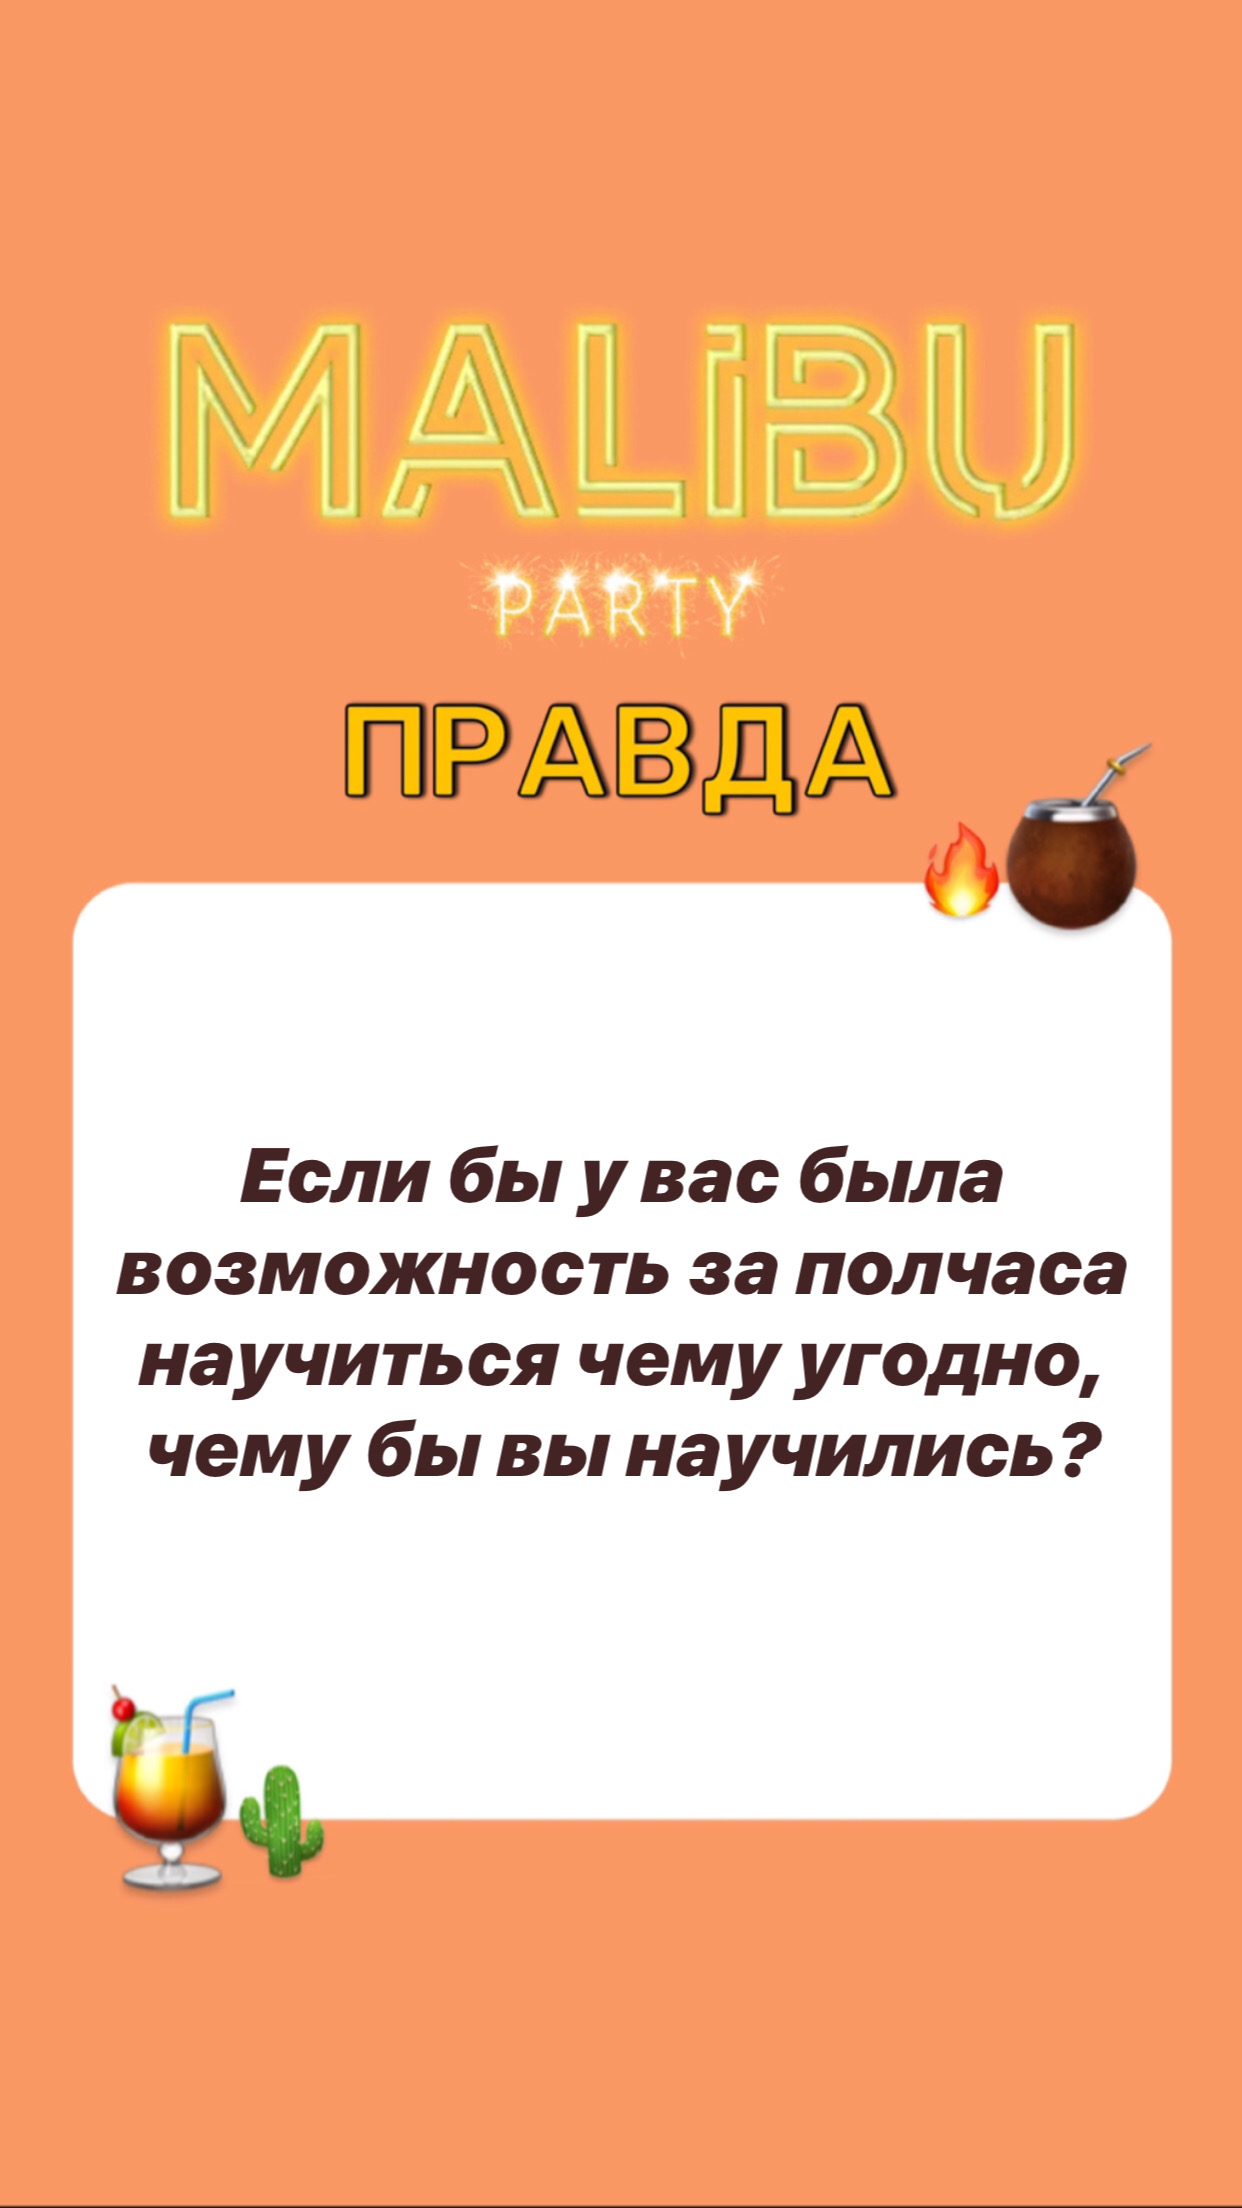 MALiBU
PARTY
ПРАВДА
Если бы у вас была
возможность за полчаса
научиться чему угодно,
чему бы вы научились?